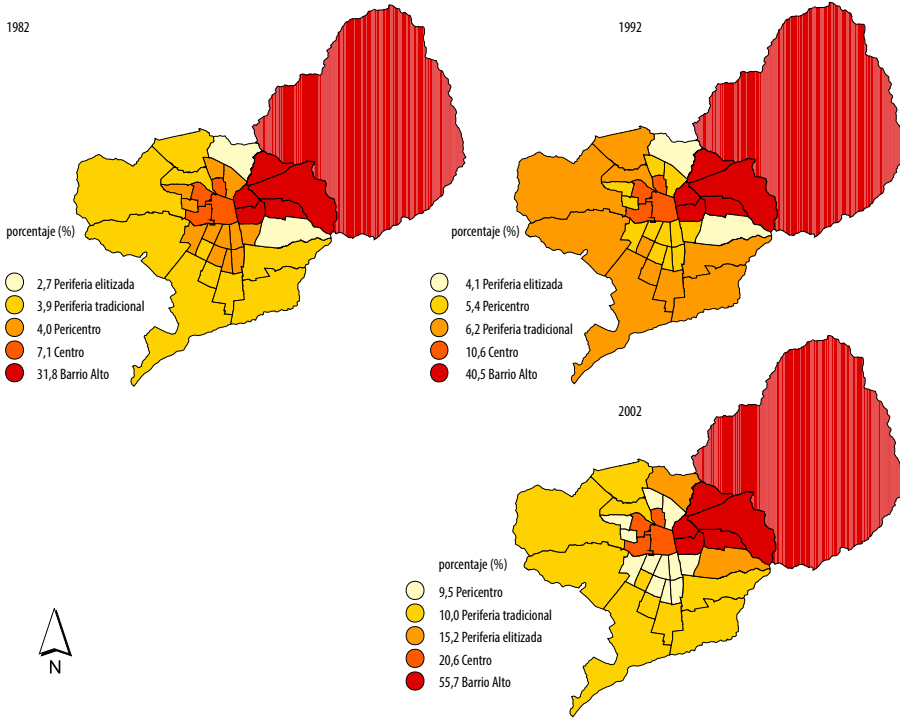 1982
porcentaje (%)
2,7 Periferia elitizada
3,9 Periferia tradicional
4,0 Pericentro
7,1 Centro
31,8 Barrio Alto
1992
porcentaje (%)
4,1 Periferia elitizada
5,4 Pericentro
6,2 Periferia tradicional
10,6 Centro
40,5 Barrio Alto
2002
porcentaje (%)
9,5 Pericentro
10,0 Periferia tradicional
15,2 Periferia elitizada
20,6 Centro
55,7 Barrio Alto
N